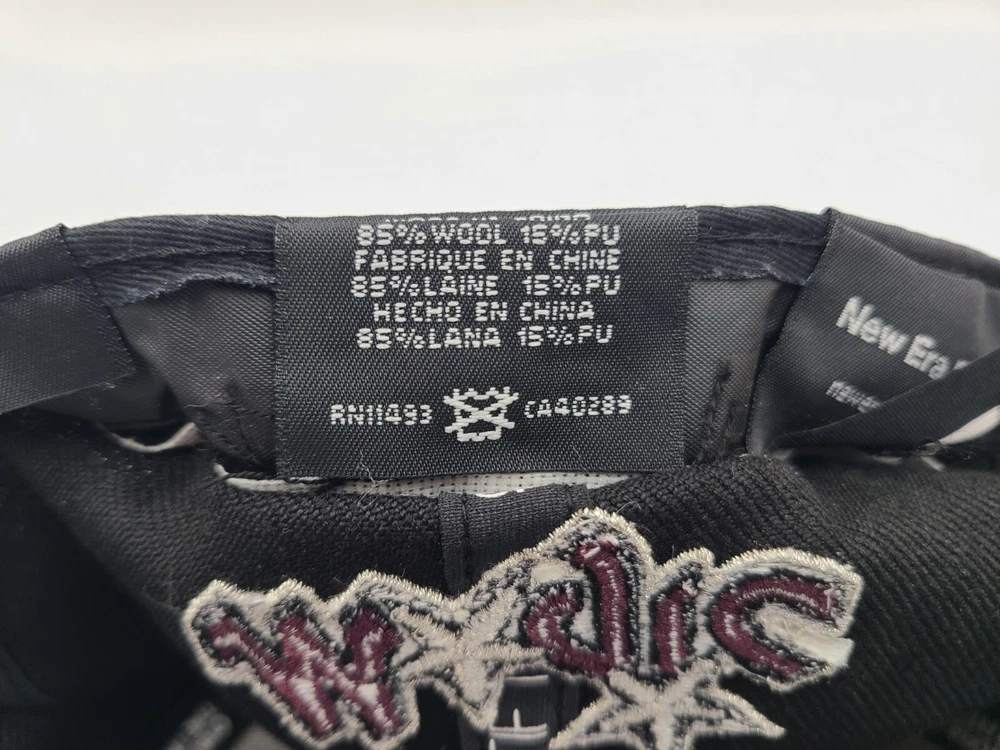 85% WOOL 15% PU
FABRIQUE EN CHINE
85% LAINE 15% PU
HECHO EN CHINA
85% LANA 15% PU
RN11493 CA40289
New Era